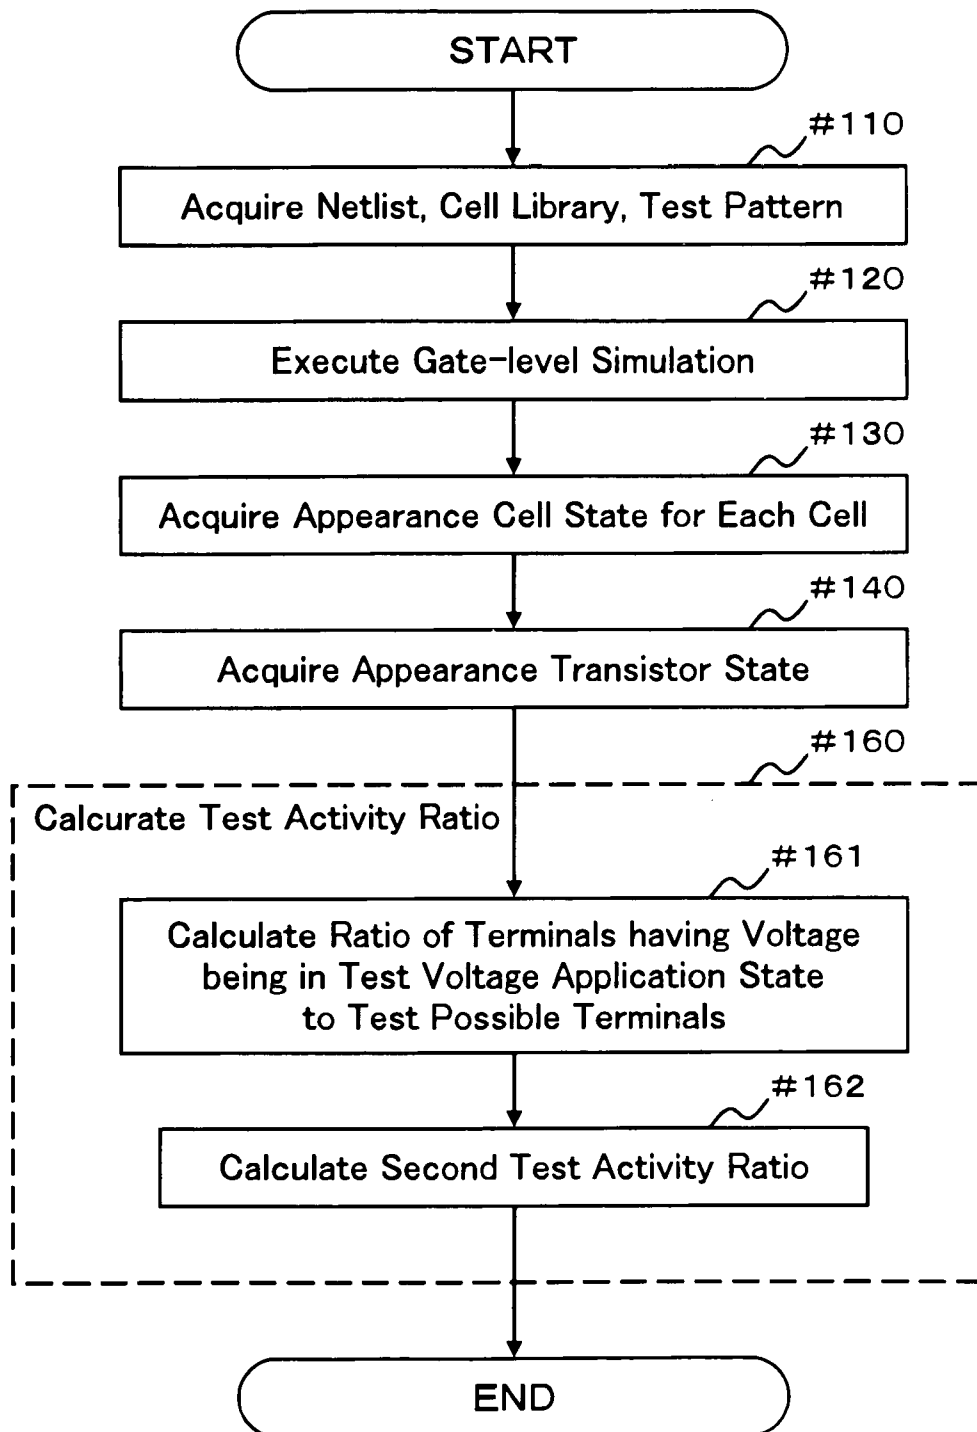 START
#110
Acquire Netlist, Cell Library, Test Pattern
#120
Execute Gate-level Simulation
#130
Acquire Appearance Cell State for Each Cell
#140
Acquire Appearance Transistor State
#160
Calcurate Test Activity Ratio
#161
Calculate Ratio of Terminals having Voltage
being in Test Voltage Application State
to Test Possible Terminals
#162
Calculate Second Test Activity Ratio
END